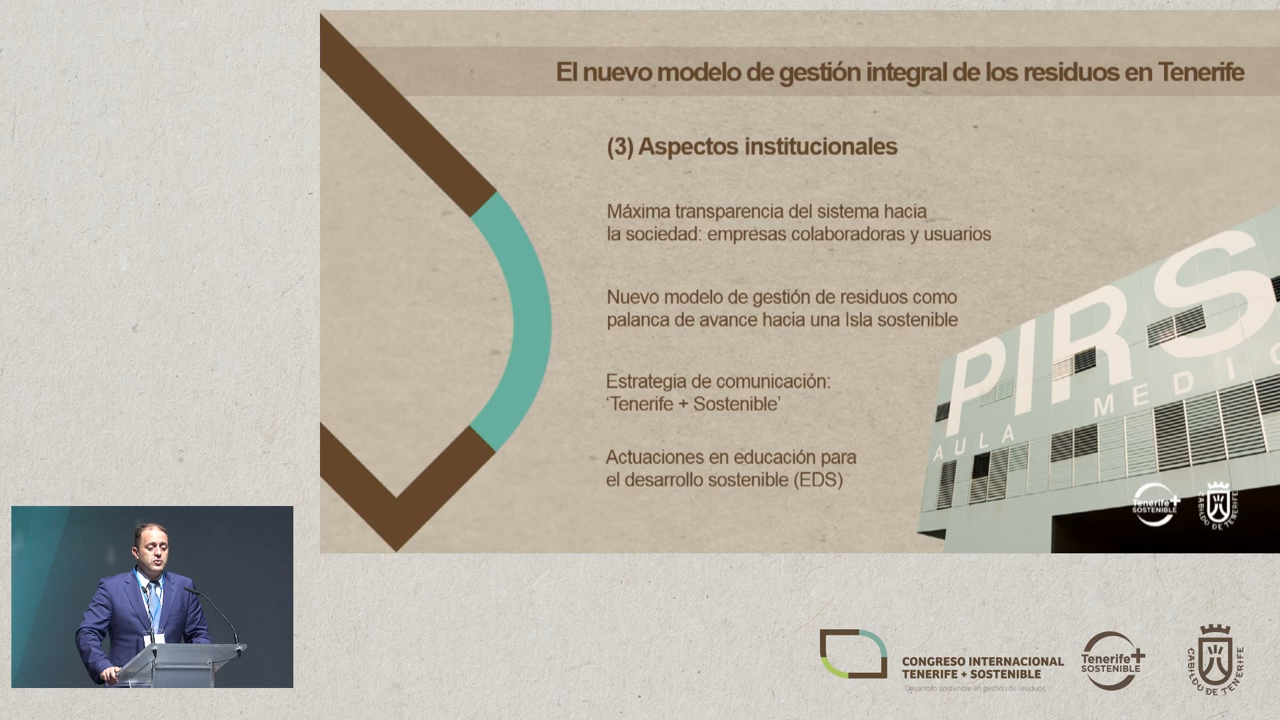 El nuevo modelo de gestión integral de los residuos en Tenerife
(3) Aspectos institucionales
Máxima transparencia del sistema hacia
la sociedad: empresas colaboradoras y usuarios
Nuevo modelo de gestión de residuos como
palanca de avance hacia una Isla sostenible
Estrategia de comunicación:
‘Tenerife + Sostenible’
Actuaciones en educación para
el desarrollo sostenible (EDS)
PIRS
AULA MEDIO
Tenerife+
SOSTENIBLE
CABILDO DE TENERIFE
CONGRESO INTERNACIONAL
TENERIFE + SOSTENIBLE
Desarrollo sostenible en gestión de residuos
Tenerife+
SOSTENIBLE
CABILDO DE TENERIFE